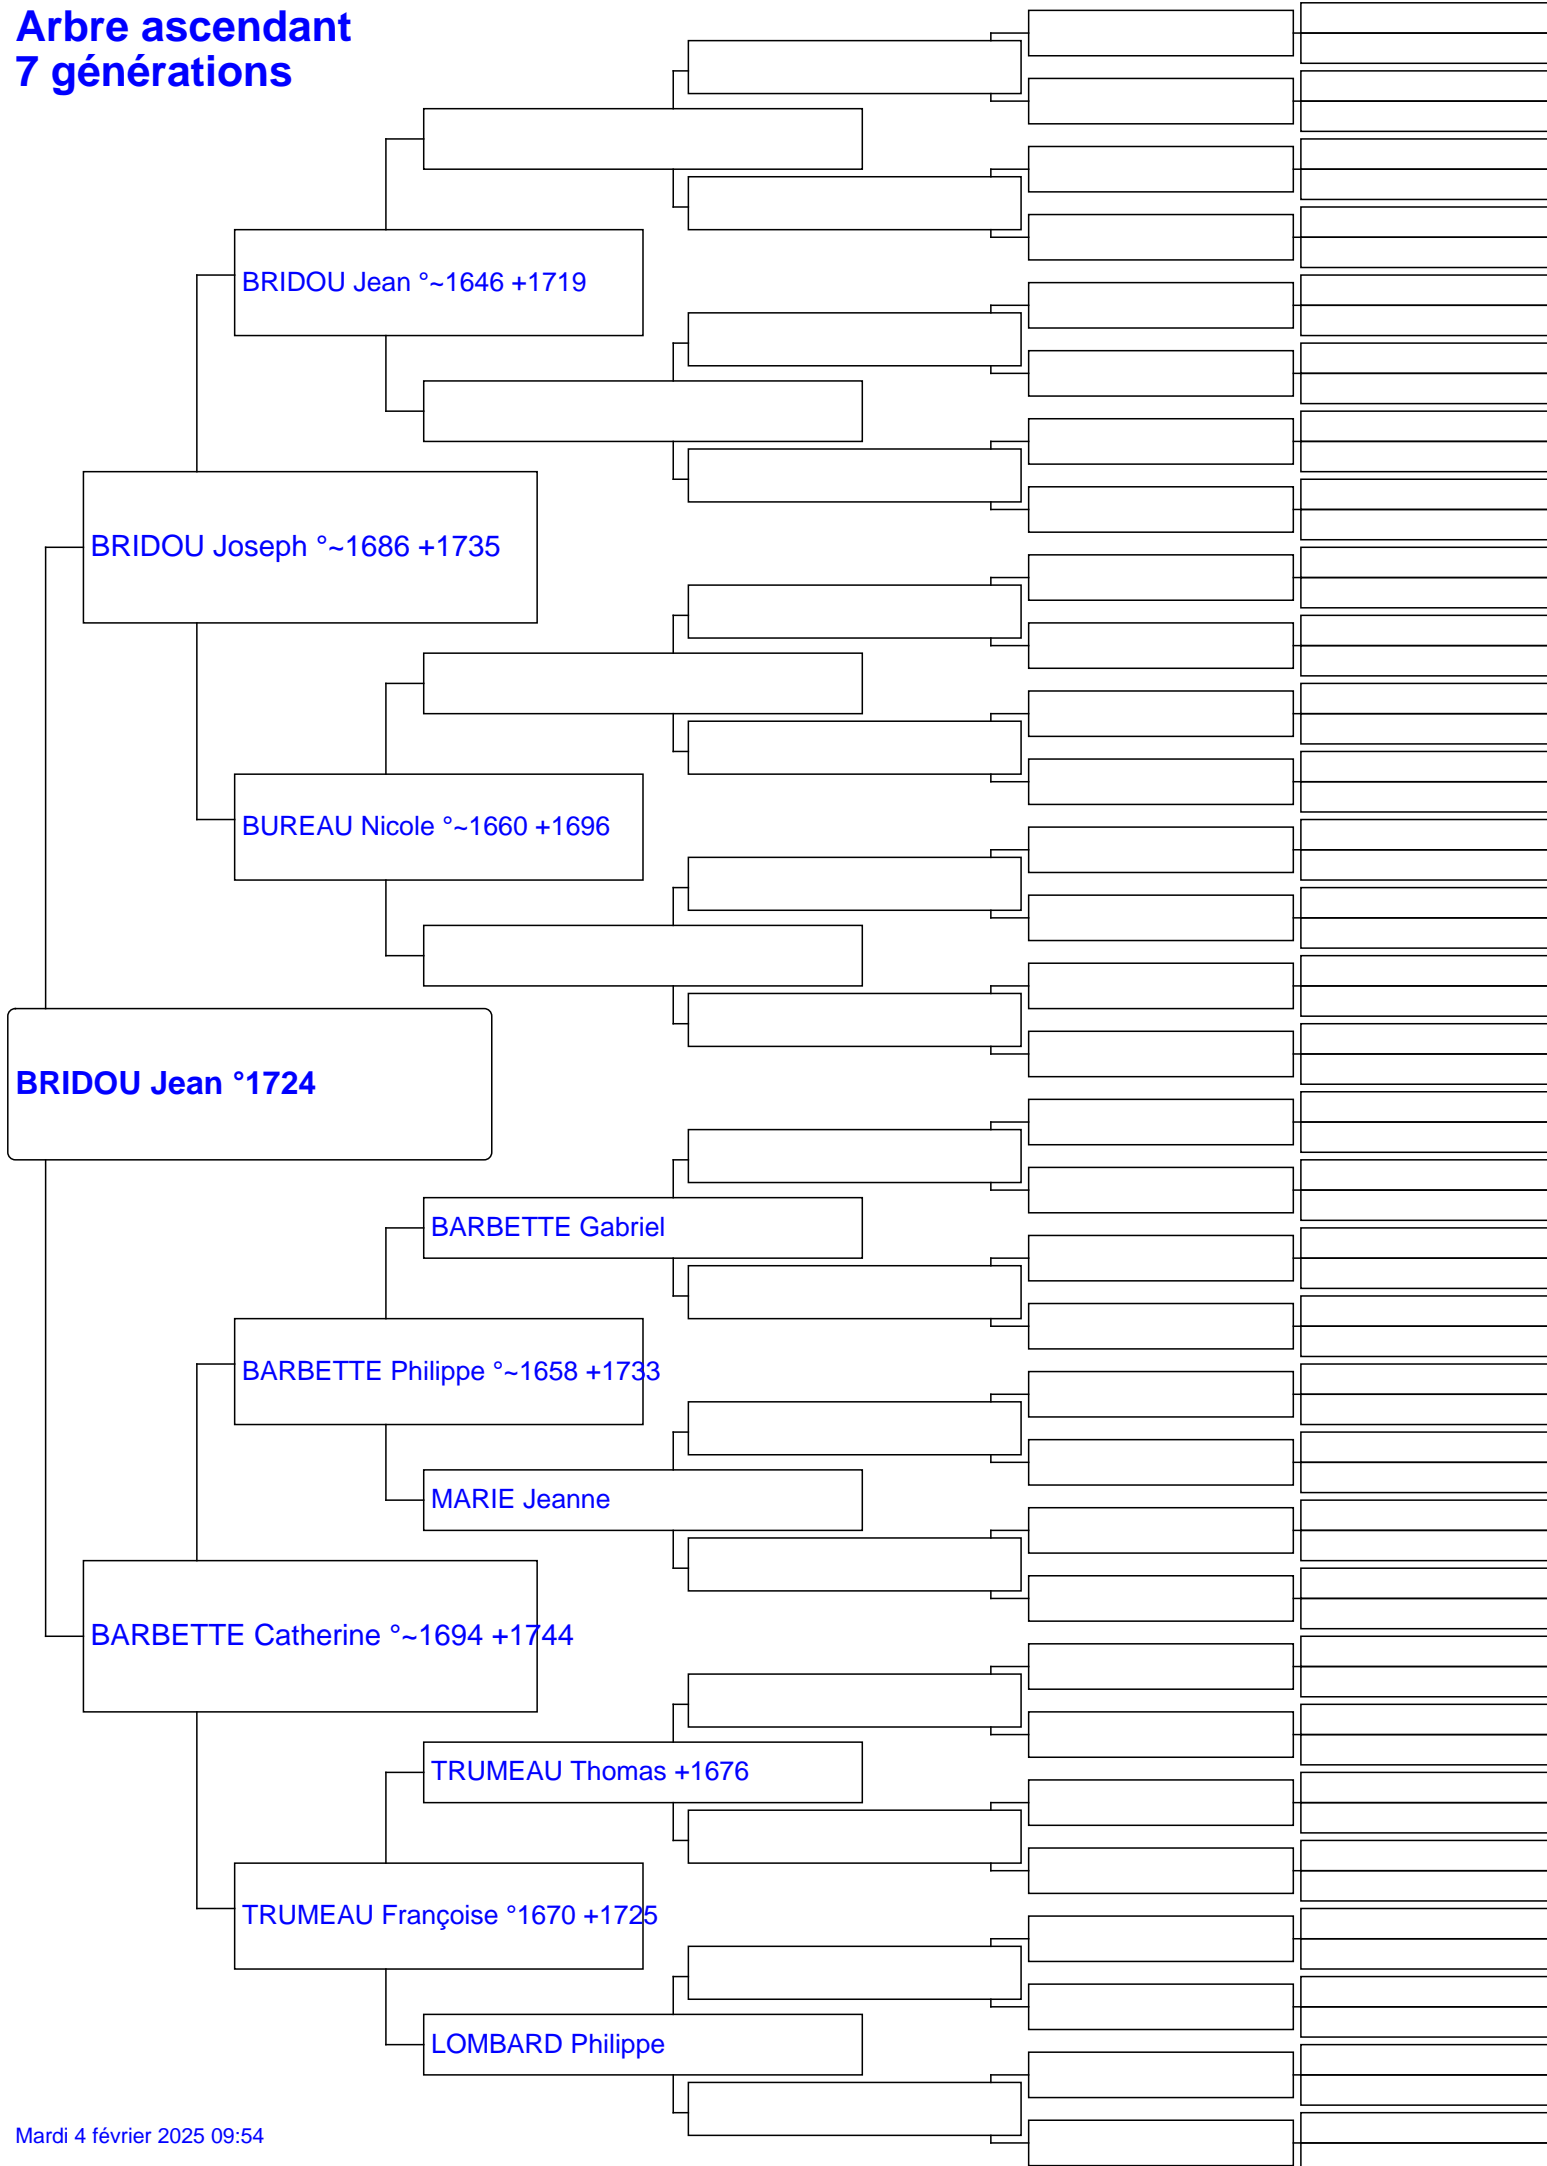 Arbre ascendant
7 générations
BRIDOU Jean °~1646 +1719
BRIDOU Joseph °~1686 +1735
BUREAU Nicole °~1660 +1696
BRIDOU Jean °1724
BARBETTE Gabriel
BARBETTE Philippe °~1658 +1733
MARIE Jeanne
BARBETTE Catherine °~1694 +1744
TRUMEAU Thomas +1676
TRUMEAU Françoise °1670 +1725
LOMBARD Philippe
Mardi 4 février 2025 09:54